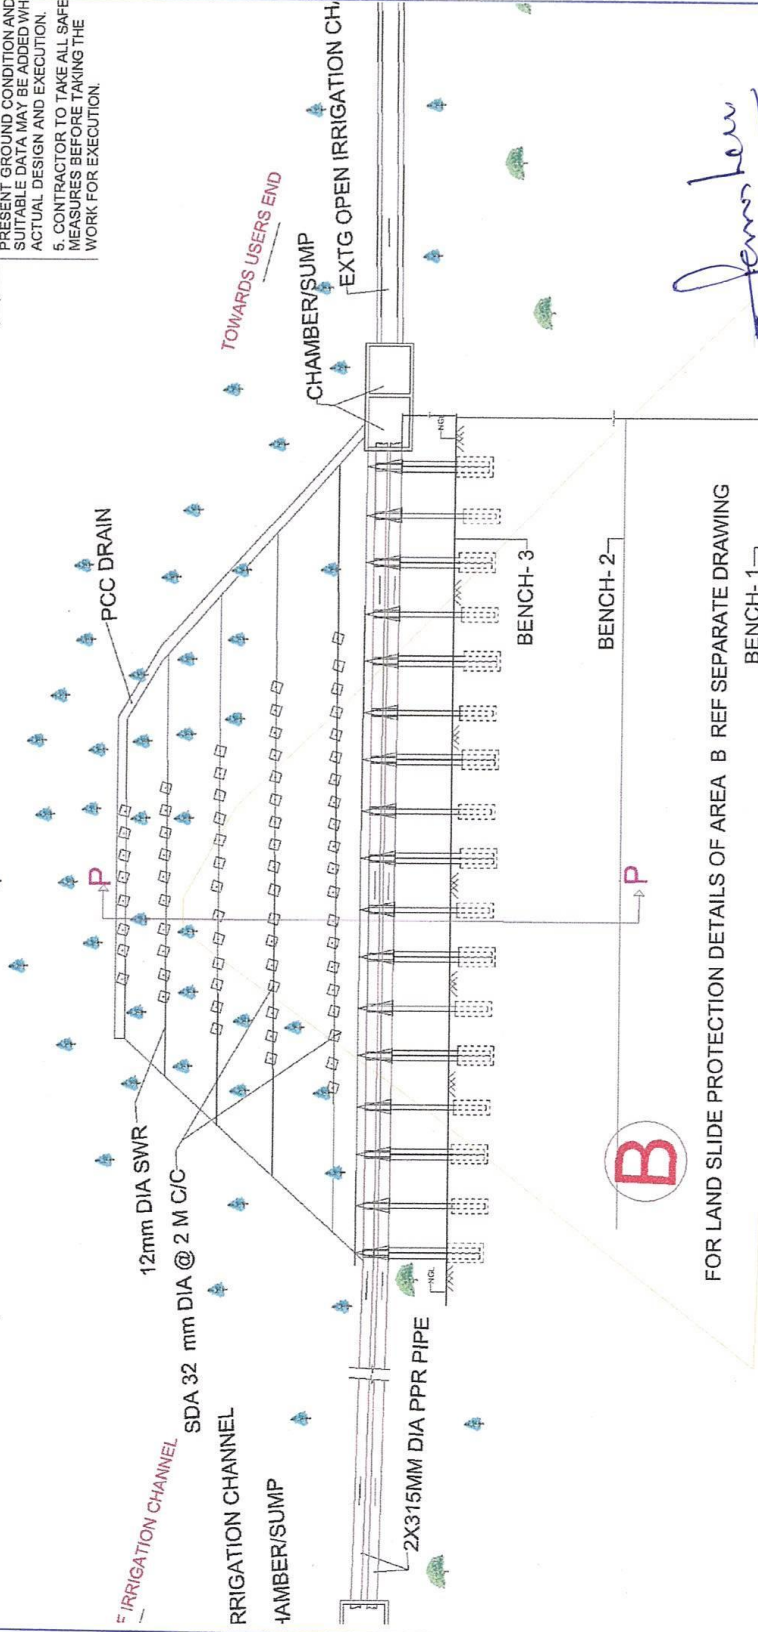 PRESENT GROUND CONDITION AND
SUITABLE DATA MAY BE ADDED WH
ACTUAL DESIGN AND EXECUTION.
5. CONTRACTOR TO TAKE ALL SAFE
MEASURES BEFORE TAKING THE
WORK FOR EXECUTION.
IRRIGATION CHANNEL
TOWARDS USERS END
PCC DRAIN
P
12mm DIA SWR
SDA 32 mm DIA @ 2 M C/C
RRIGATION CHANNEL
HAMBER/SUMP
CHAMBER/SUMP
EXTG OPEN IRRIGATION CHA
2X315MM DIA PPR PIPE
NGL
NGL
BENCH- 3
BENCH- 2
P
B
FOR LAND SLIDE PROTECTION DETAILS OF AREA B REF SEPARATE DRAWING
BENCH- 1